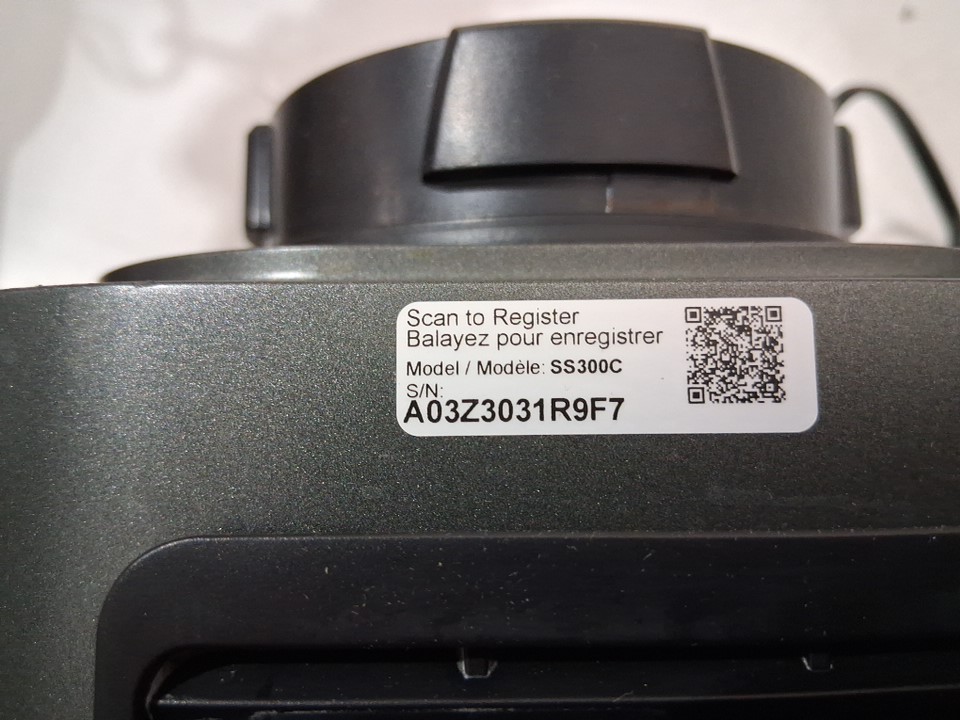 Scan to Register
Balayez pour enregistrer
Model / Modèle: SS300C
S/N:
A03Z3031R9F7